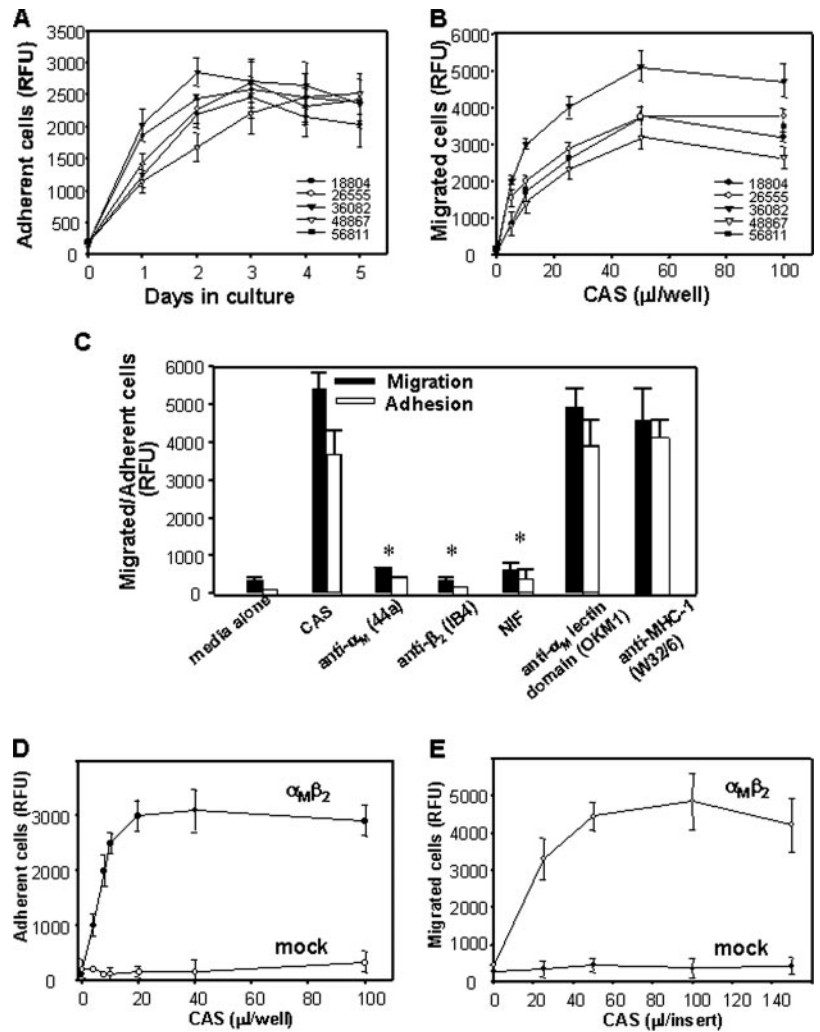 A
Adherent cells (RFU)
3500
3000
2500
2000
1500
1000
500
0
18804
26555
36082
48867
56811
0 1 2 3 4 5
Days in culture
B
Migrated cells (RFU)
6000
5000
4000
3000
2000
1000
0
18804
26555
36082
48867
56811
0 20 40 60 80 100
CAS (µl/well)
C
Migrated/Adherent cells
(RFU)
6000
5000
4000
3000
2000
1000
0
Migration
Adhesion
* * *
media alone
CAS
anti-αM (44a)
anti-β2 (IB4)
NIF
anti-αM lectin
domain (OKM1)
anti-MHC-1
(W32/6)
D
Adherent cells (RFU)
3000
2000
1000
0
αMβ2
mock
0 20 40 60 80 100
CAS (µl/well)
E
Migrated cells (RFU)
5000
4000
3000
2000
1000
0
αMβ2
mock
0 20 40 60 80 100 120 140
CAS (µl/insert)